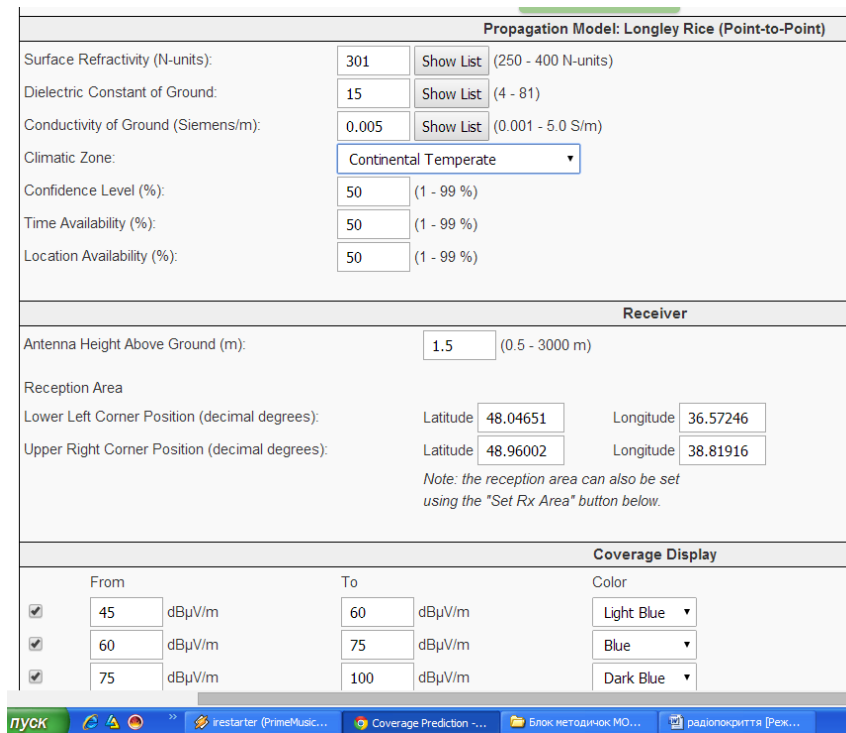 Propagation Model: Longley Rice (Point-to-Point)
Surface Refractivity (N-units): 301 Show List (250 - 400 N-units)
Dielectric Constant of Ground: 15 Show List (4 - 81)
Conductivity of Ground (Siemens/m): 0.005 Show List (0.001 - 5.0 S/m)
Climatic Zone: Continental Temperate
Confidence Level (%): 50 (1 - 99 %)
Time Availability (%): 50 (1 - 99 %)
Location Availability (%): 50 (1 - 99 %)
Receiver
Antenna Height Above Ground (m): 1.5 (0.5 - 3000 m)
Reception Area
Lower Left Corner Position (decimal degrees): Latitude 48.04651 Longitude 36.57246
Upper Right Corner Position (decimal degrees): Latitude 48.96002 Longitude 38.81916
Note: the reception area can also be set
using the "Set Rx Area" button below.
Coverage Display
From To Color
45 dBµV/m 60 dBµV/m Light Blue
60 dBµV/m 75 dBµV/m Blue
75 dBµV/m 100 dBµV/m Dark Blue
пуск » irestarter (PrimeMusic... Coverage Prediction -... Блок методичок МО... радіопокриття [Реж...